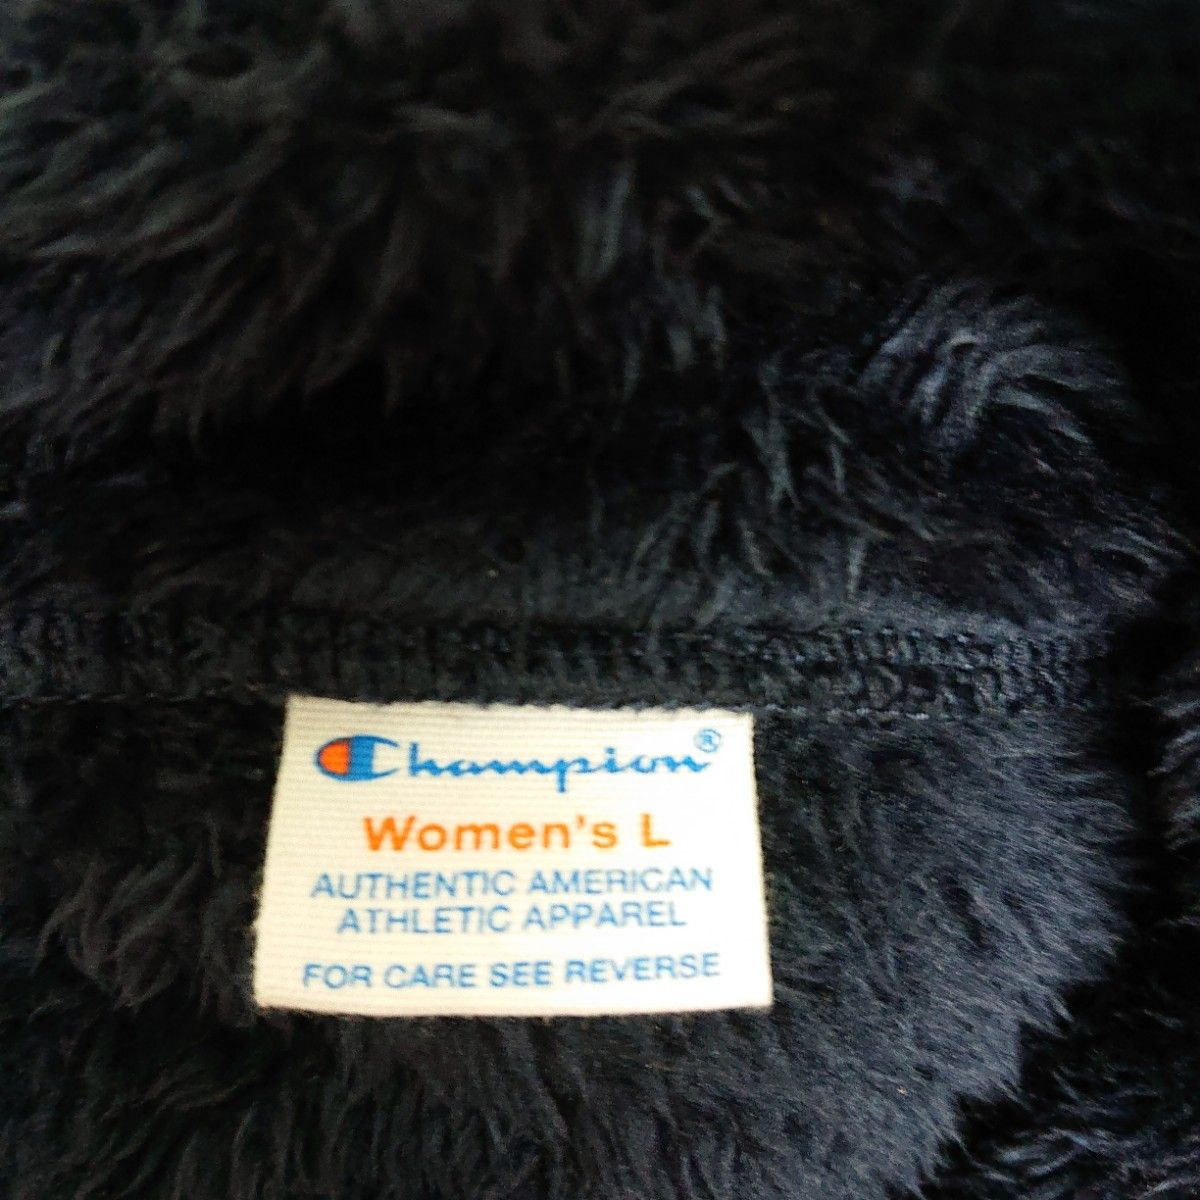 Champion®
Women's L
AUTHENTIC AMERICAN
ATHLETIC APPAREL
FOR CARE SEE REVERSE